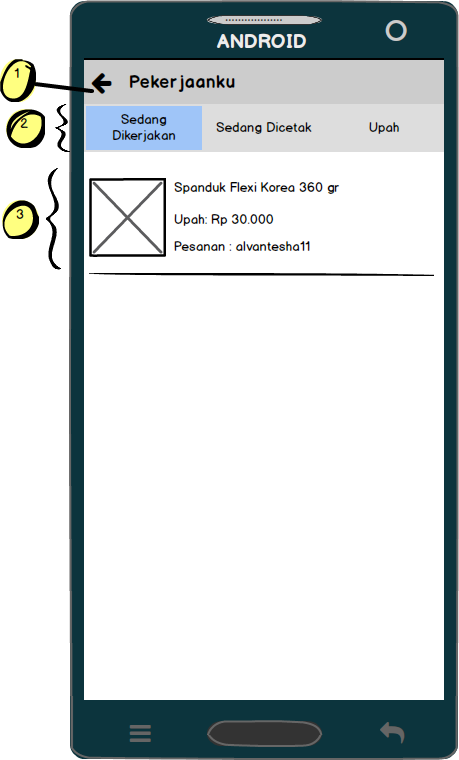 ANDROID
1
Pekerjaanku
2
Sedang
Dikerjakan
Sedang Dicetak
Upah
3
Spanduk Flexi Korea 360 gr
Upah: Rp 30.000
Pesanan : alvantesha11